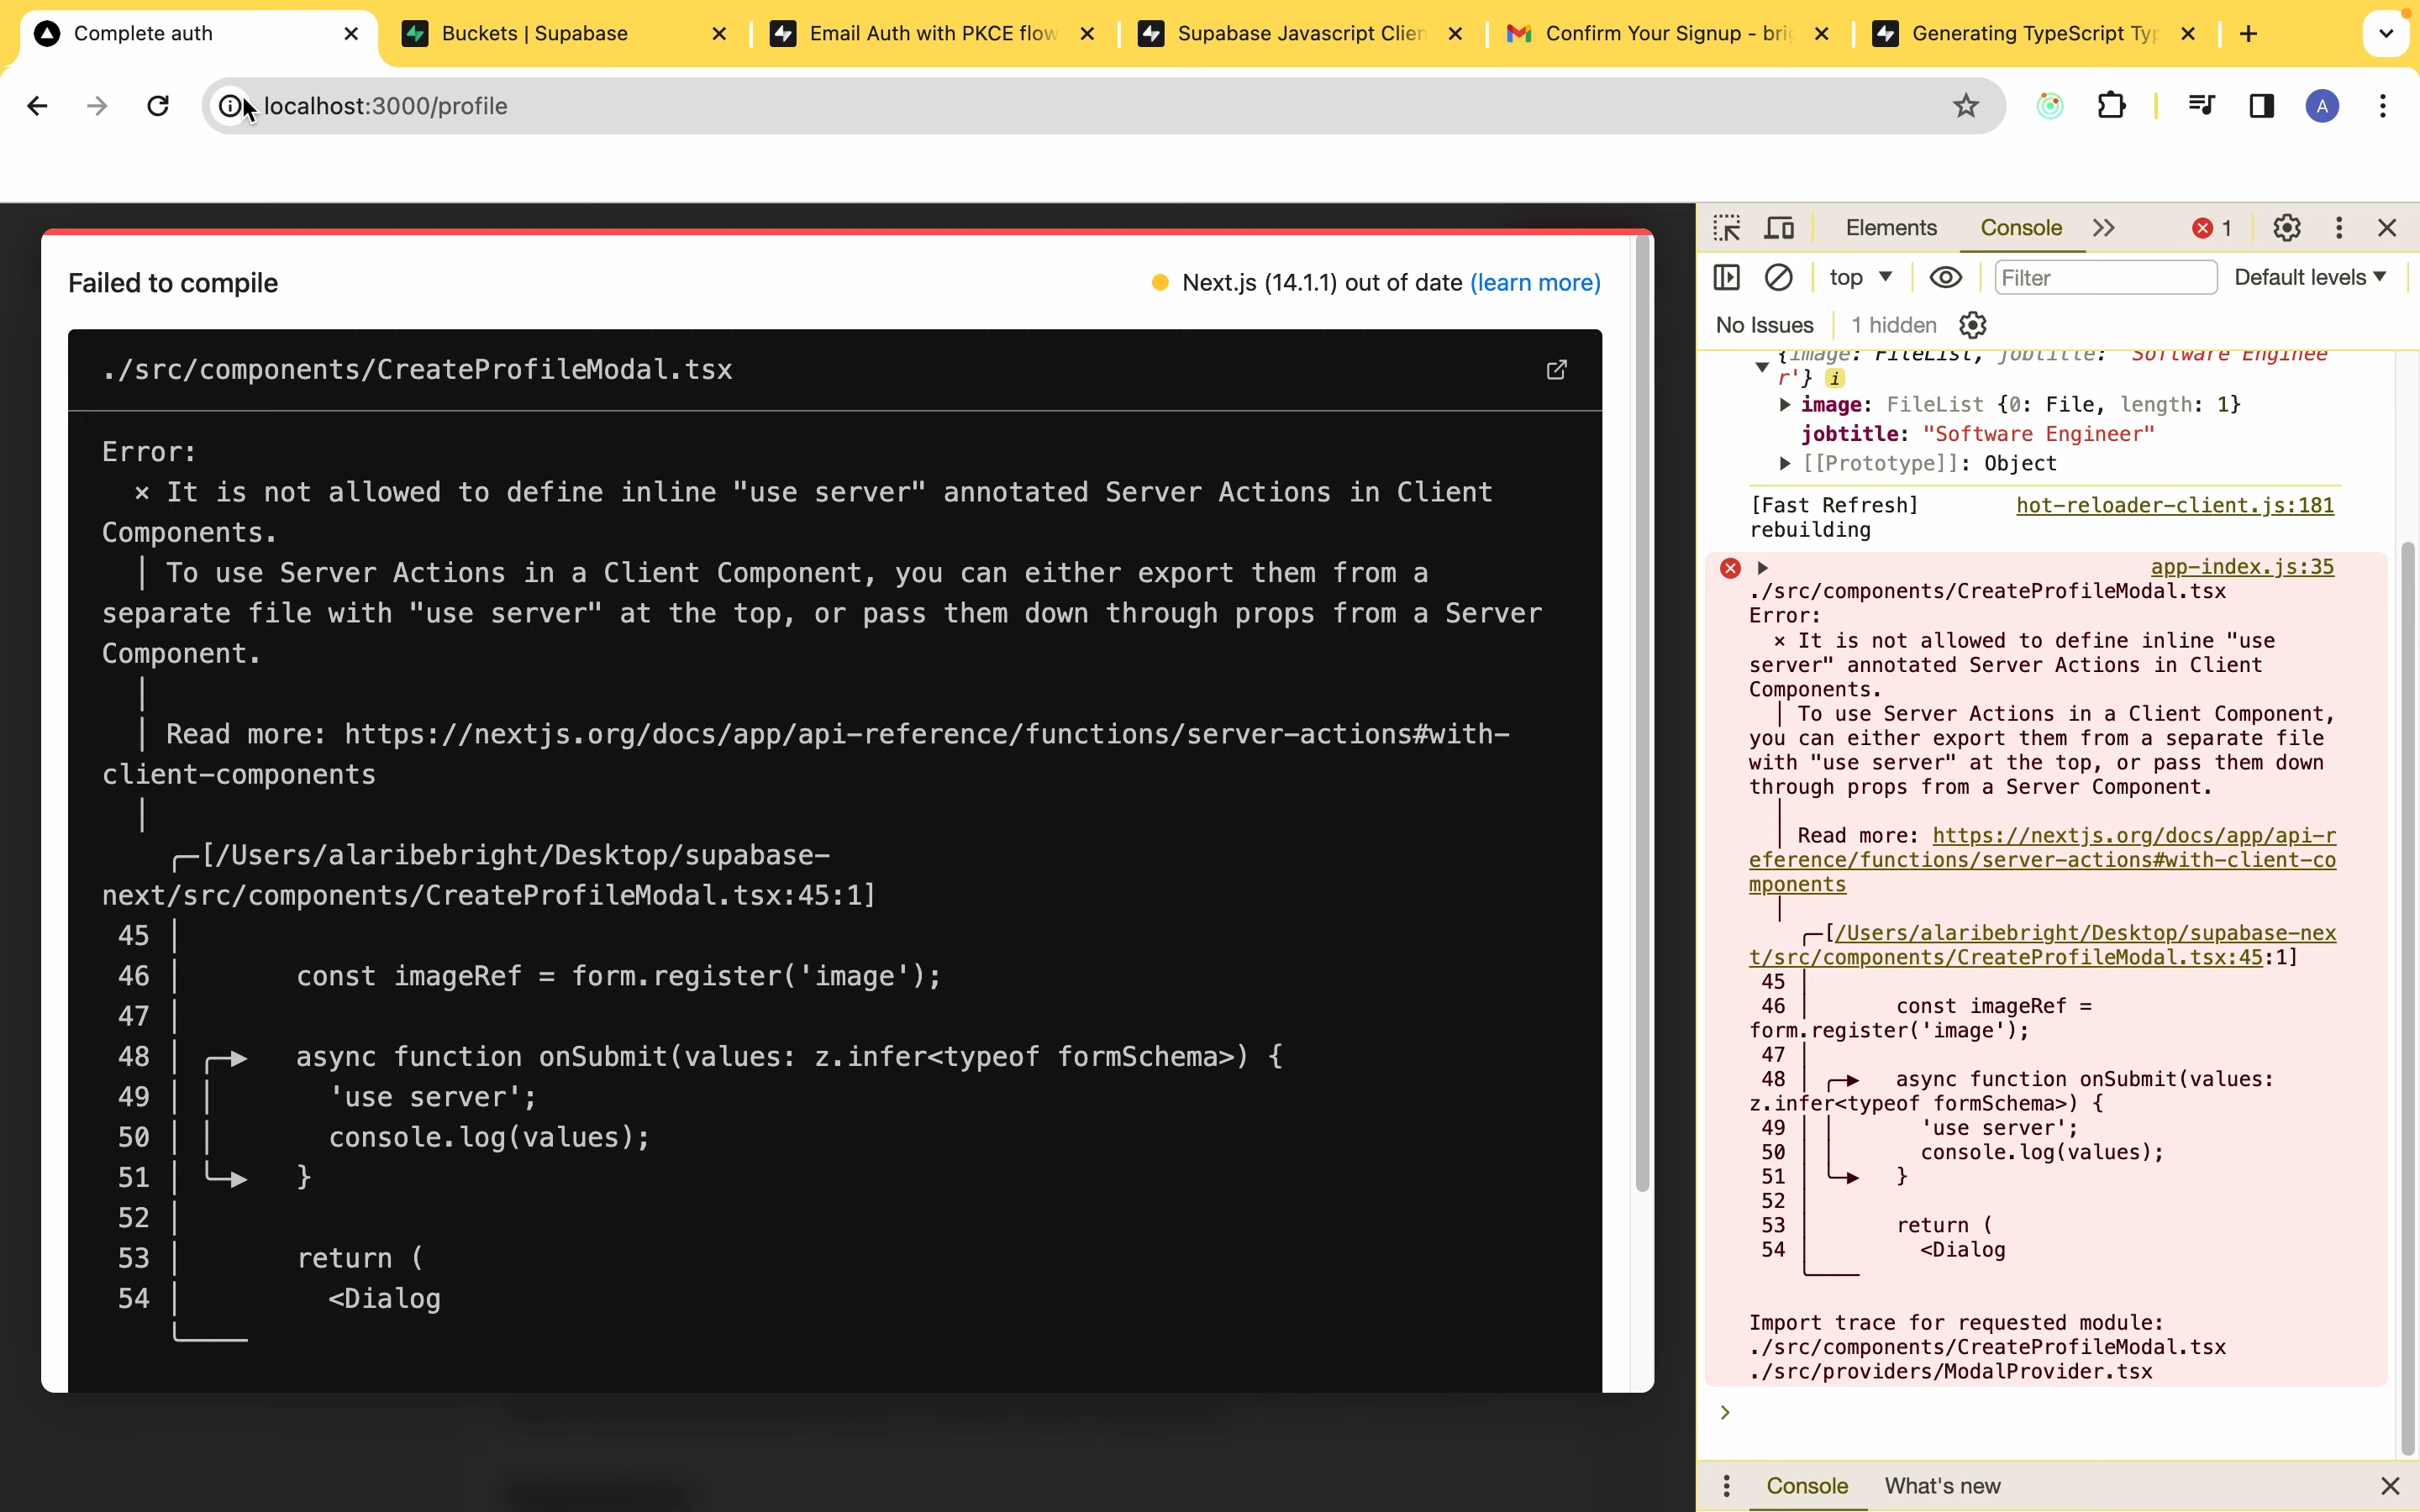 Complete auth
Buckets | Supabase
Email Auth with PKCE flow
Supabase Javascript Clien
Confirm Your Signup - bri
Generating TypeScript Typ
localhost:3000/profile
A
Failed to compile
Next.js (14.1.1) out of date (learn more)
./src/components/CreateProfileModal.tsx
Error:
× It is not allowed to define inline "use server" annotated Server Actions in Client
Components.
│ To use Server Actions in a Client Component, you can either export them from a
separate file with "use server" at the top, or pass them down through props from a Server
Component.
│
│ Read more: https://nextjs.org/docs/app/api-reference/functions/server-actions#with-
client-components
│
╭─[/Users/alaribebright/Desktop/supabase-
next/src/components/CreateProfileModal.tsx:45:1]
45 │
46 │ const imageRef = form.register('image');
47 │
48 │ ╭─▶ async function onSubmit(values: z.infer<typeof formSchema>) {
49 │ │ 'use server';
50 │ │ console.log(values);
51 │ ╰─▶ }
52 │
53 │ return (
54 │ <Dialog
╰────
Elements
Console
1
top
Filter
Default levels
No Issues
1 hidden
{image: FileList, jobtitle: 'Software Enginee
r'} i
image: FileList {0: File, length: 1}
jobtitle: "Software Engineer"
[[Prototype]]: Object
[Fast Refresh] hot-reloader-client.js:181
rebuilding
app-index.js:35
./src/components/CreateProfileModal.tsx
Error:
× It is not allowed to define inline "use
server" annotated Server Actions in Client
Components.
│ To use Server Actions in a Client Component,
you can either export them from a separate file
with "use server" at the top, or pass them down
through props from a Server Component.
│
│ Read more: https://nextjs.org/docs/app/api-r
eference/functions/server-actions#with-client-co
mponents
│
╭─[/Users/alaribebright/Desktop/supabase-nex
t/src/components/CreateProfileModal.tsx:45:1]
45 │
46 │ const imageRef =
form.register('image');
47 │
48 │ ╭─▶ async function onSubmit(values:
z.infer<typeof formSchema>) {
49 │ │ 'use server';
50 │ │ console.log(values);
51 │ ╰─▶ }
52 │
53 │ return (
54 │ <Dialog
╰────
Import trace for requested module:
./src/components/CreateProfileModal.tsx
./src/providers/ModalProvider.tsx
Console
What's new